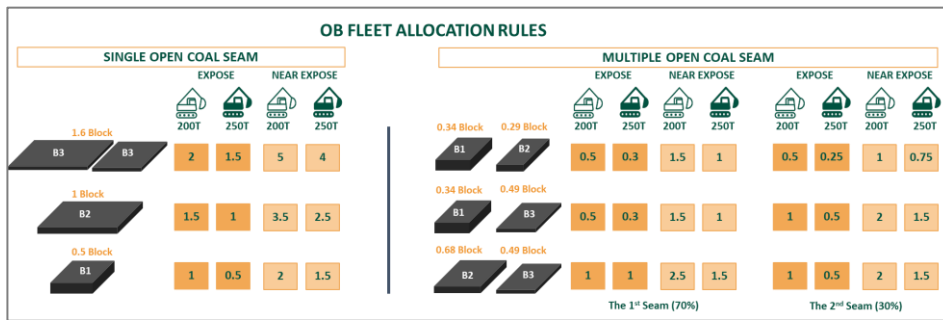 OB FLEET ALLOCATION RULES
SINGLE OPEN COAL SEAM
EXPOSE NEAR EXPOSE
200T 250T 200T 250T
1.6 Block
B3 B3 2 1.5 5 4
1 Block
B2 1.5 1 3.5 2.5
0.5 Block
B1 1 0.5 2 1.5
MULTIPLE OPEN COAL SEAM
EXPOSE NEAR EXPOSE EXPOSE NEAR EXPOSE
200T 250T 200T 250T 200T 250T 200T 250T
0.34 Block 0.29 Block
B1 B2 0.5 0.3 1.5 1 0.5 0.25 1 0.75
0.34 Block 0.49 Block
B1 B3 0.5 0.3 1.5 1 1 0.5 2 1.5
0.68 Block 0.49 Block
B2 B3 1 1 2.5 1.5 1 0.5 2 1.5
The 1st Seam (70%) The 2nd Seam (30%)